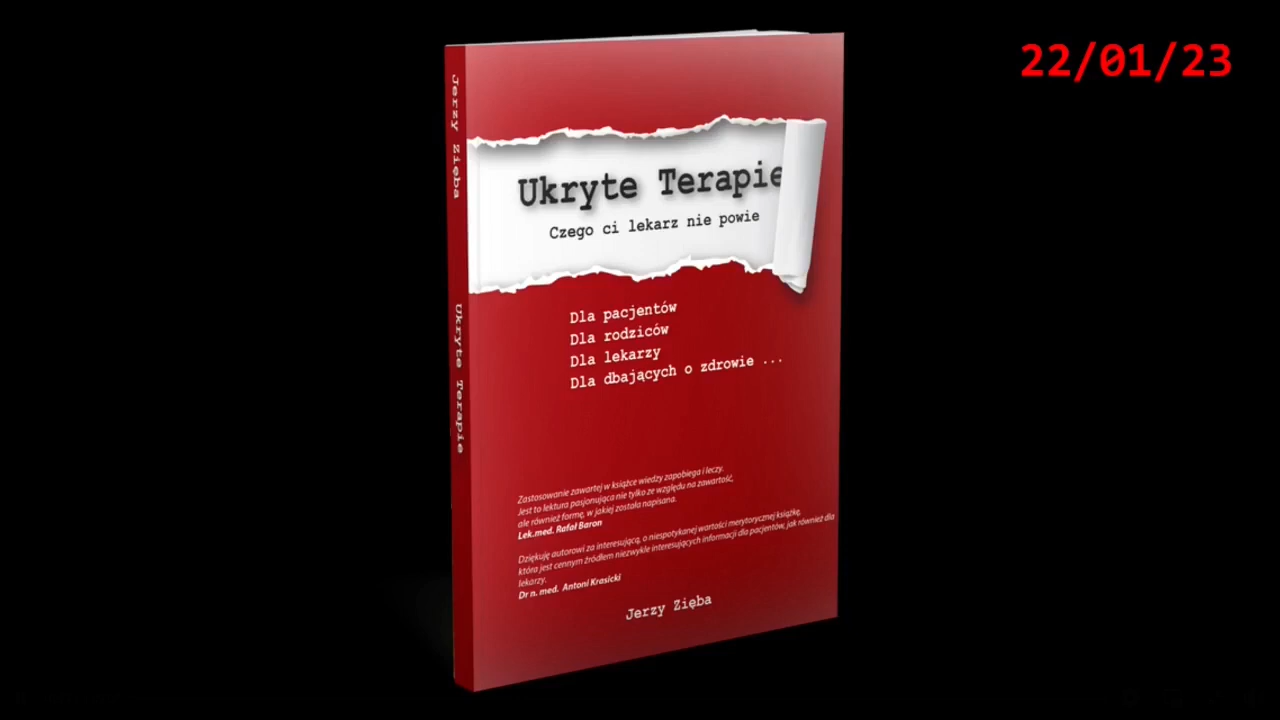 22/01/23
Jerzy Zięba
Ukryte Terapie
Ukryte Terapie
Czego ci lekarz nie powie
Dla pacjentów
Dla rodziców
Dla lekarzy
Dla dbających o zdrowie ...
Zastosowanie zawartej w książce wiedzy zapobiega i leczy.
Jest to lektura pasjonująca nie tylko ze względu na zawartość,
ale również formę, w jakiej została napisana.
Lek.med. Rafał Baron
Dziękuję autorowi za interesującą, o niespotykanej wartości merytorycznej książkę,
która jest cennym źródłem niezwykle interesujących informacji dla pacjentów, jak również dla
lekarzy.
Dr n. med. Antoni Krasicki
Jerzy Zięba